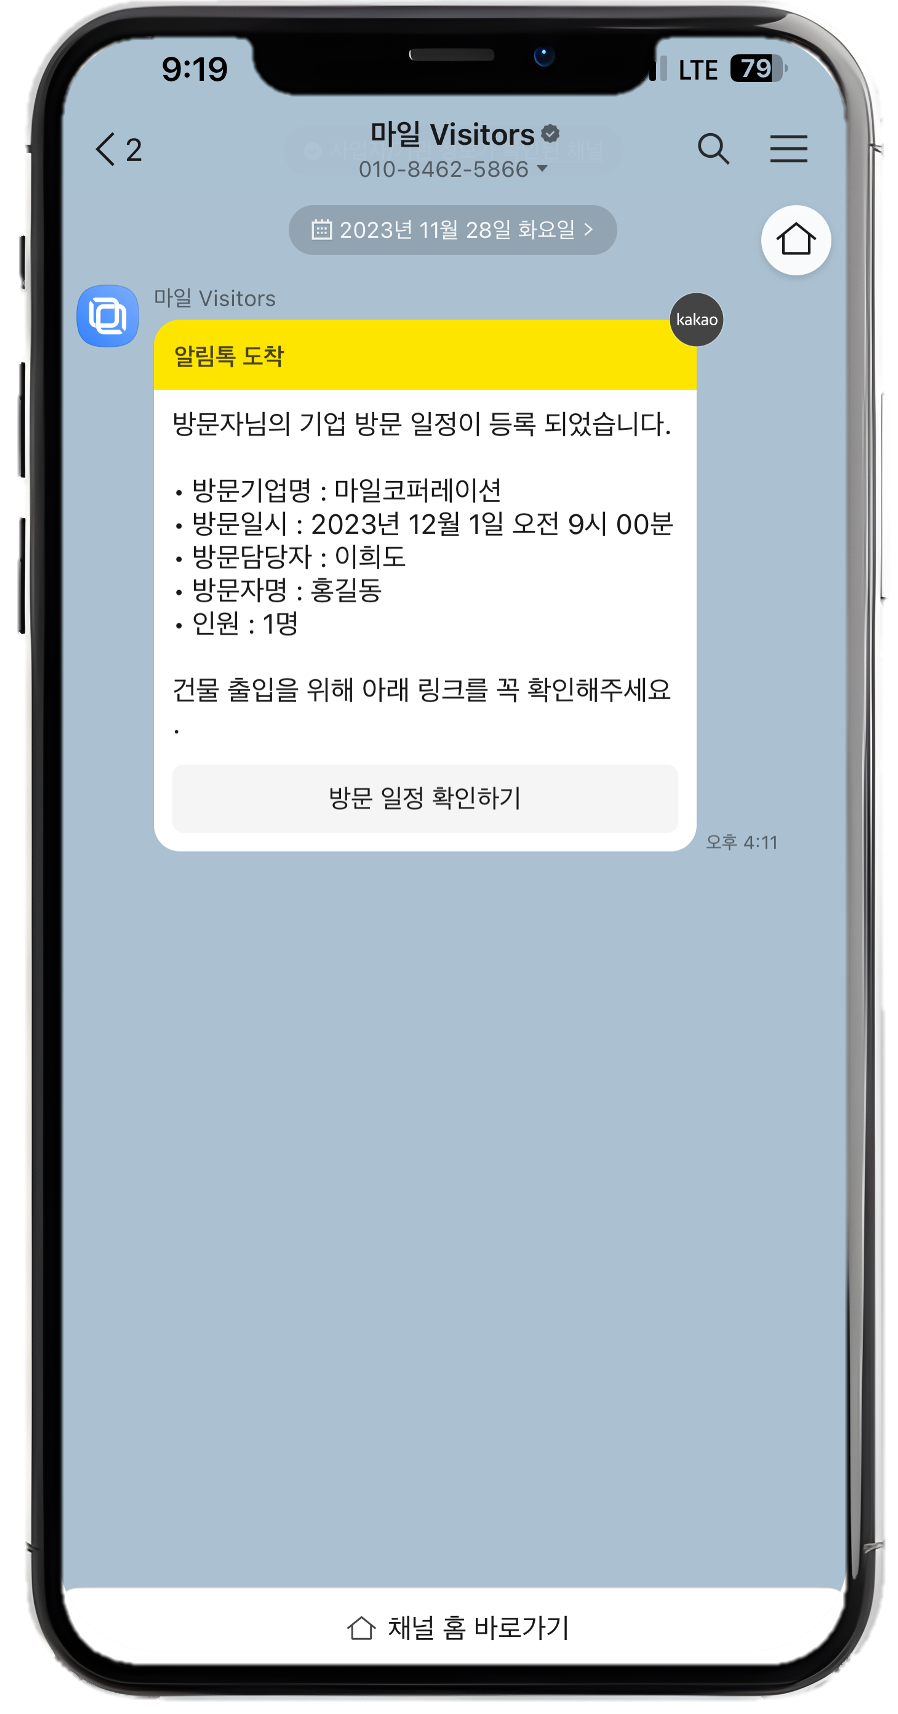 9:19
LTE 79
2
마일 Visitors
010-8462-5866
2023년 11월 28일 화요일
마일 Visitors
kakao
알림톡 도착
방문자님의 기업 방문 일정이 등록 되었습니다.
• 방문기업명 : 마일코퍼레이션
• 방문일시 : 2023년 12월 1일 오전 9시 00분
• 방문담당자 : 이희도
• 방문자명 : 홍길동
• 인원 : 1명
건물 출입을 위해 아래 링크를 꼭 확인해주세요
.
방문 일정 확인하기
오후 4:11
채널 홈 바로가기